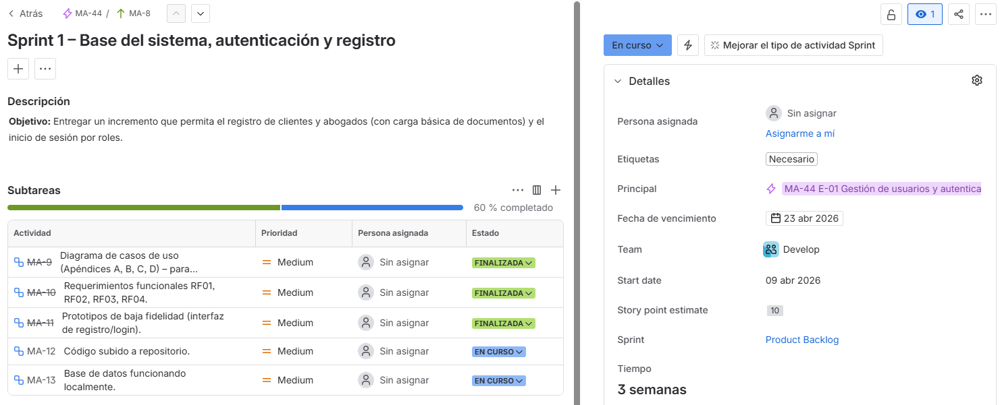 Atrás
MA-44 / MA-8
Sprint 1 – Base del sistema, autenticación y registro
Descripción
Objetivo: Entregar un incremento que permita el registro de clientes y abogados (con carga básica de documentos) y el
inicio de sesión por roles.
Subtareas
60 % completado
Actividad Prioridad Persona asignada Estado
MA-9 Diagrama de casos de uso
(Apéndices A, B, C, D) – para...
Medium Sin asignar FINALIZADA
MA-10 Requerimientos funcionales RF01,
RF02, RF03, RF04.
Medium Sin asignar FINALIZADA
MA-11 Prototipos de baja fidelidad (interfaz
de registro/login).
Medium Sin asignar FINALIZADA
MA-12 Código subido a repositorio. Medium Sin asignar EN CURSO
MA-13 Base de datos funcionando
localmente.
Medium Sin asignar EN CURSO
1
En curso
Mejorar el tipo de actividad Sprint
Detalles
Persona asignada Sin asignar
Asignarme a mí
Etiquetas Necesario
Principal MA-44 E-01 Gestión de usuarios y autentica
Fecha de vencimiento 23 abr 2026
Team Develop
Start date 09 abr 2026
Story point estimate 10
Sprint Product Backlog
Tiempo
3 semanas